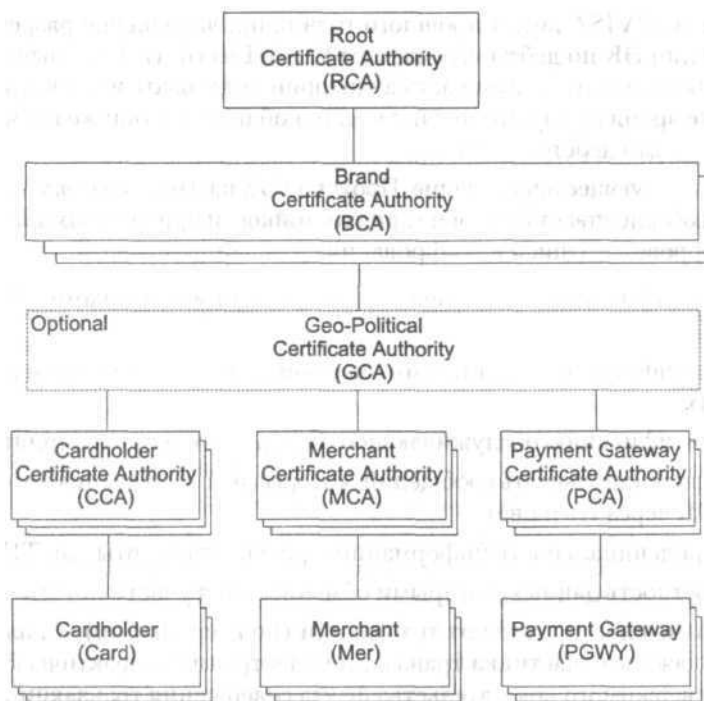 Root
Certificate Authority
(RCA)
Brand
Certificate Authority
(BCA)
Optional
Geo-Political
Certificate Authority
(GCA)
Cardholder
Certificate Authority
(CCA)
Merchant
Certificate Authority
(MCA)
Payment Gateway
Certificate Authority
(PCA)
Cardholder
(Card)
Merchant
(Mer)
Payment Gateway
(PGWY)